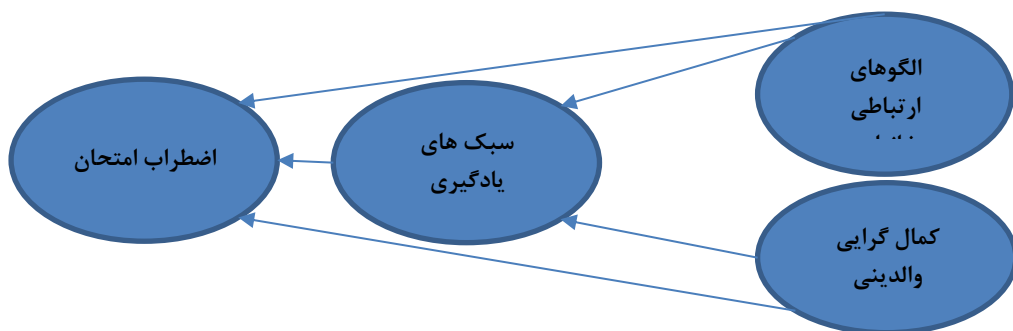 الگوهای
ارتباطی
کمال گرایی
والدینی
سبک های
یادگیری
اضطراب امتحان